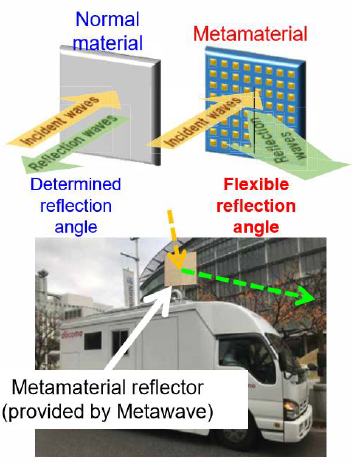 Normal
material
Metamaterial
Incident waves
Reflection waves
Incident waves
Reflection
waves
Determined
reflection
angle
Flexible
reflection
angle
docomo
Metamaterial reflector
(provided by Metawave)